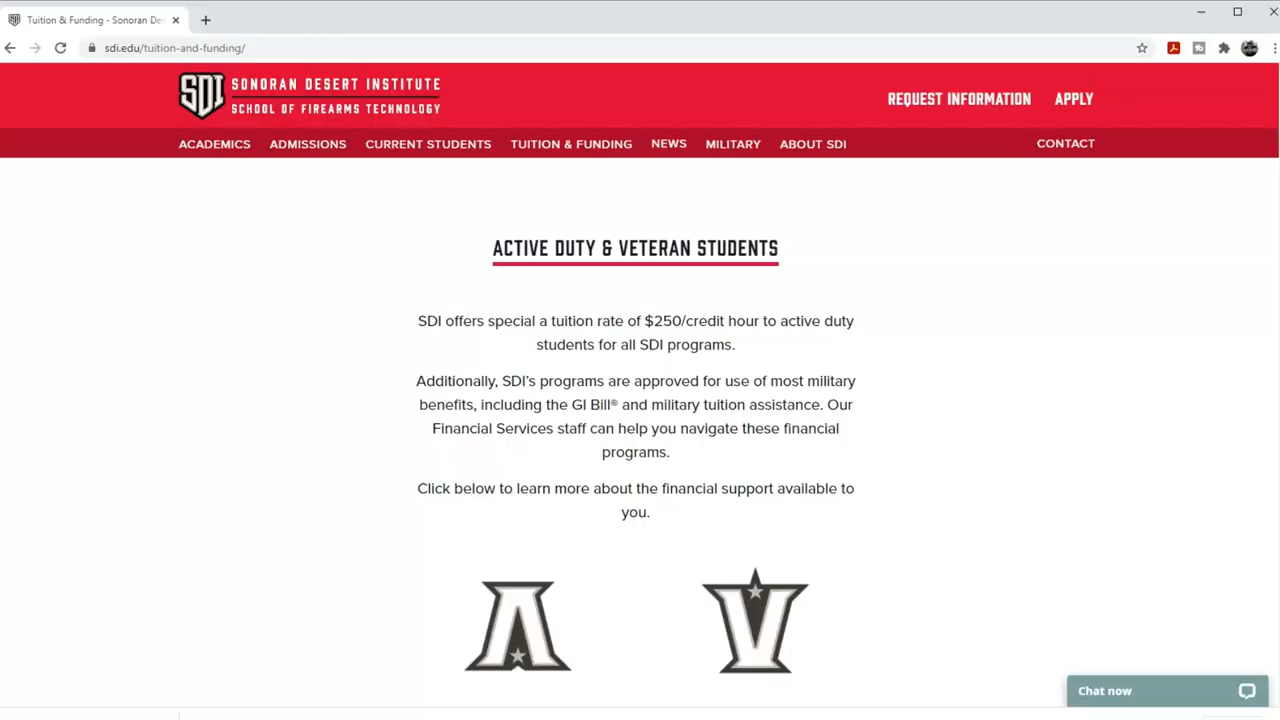 Tuition & Funding - Sonoran De
sdi.edu/tuition-and-funding/
SDI
SONORAN DESERT INSTITUTE
SCHOOL OF FIREARMS TECHNOLOGY
REQUEST INFORMATION APPLY
ACADEMICS ADMISSIONS CURRENT STUDENTS TUITION & FUNDING NEWS MILITARY ABOUT SDI CONTACT
ACTIVE DUTY & VETERAN STUDENTS
SDI offers special a tuition rate of $250/credit hour to active duty
students for all SDI programs.
Additionally, SDI's programs are approved for use of most military
benefits, including the GI Bill® and military tuition assistance. Our
Financial Services staff can help you navigate these financial
programs.
Click below to learn more about the financial support available to
you.
A V
Chat now